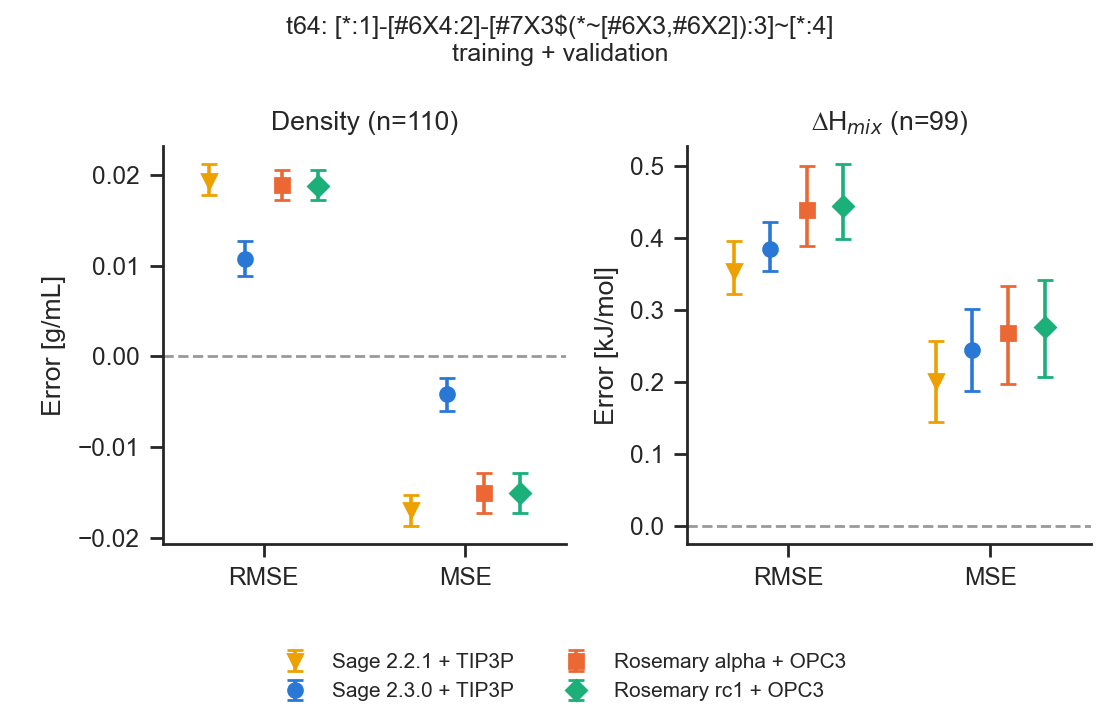 t64: [*:1]-[#6X4:2]-[#7X3$(*~[#6X3,#6X2]):3]~[*:4]
training + validation
Density (n=110)
ΔHmix (n=99)
Error [g/mL]
0.02
0.01
0.00
−0.01
−0.02
RMSE
MSE
Error [kJ/mol]
0.5
0.4
0.3
0.2
0.1
0.0
RMSE
MSE
Sage 2.2.1 + TIP3P
Sage 2.3.0 + TIP3P
Rosemary alpha + OPC3
Rosemary rc1 + OPC3